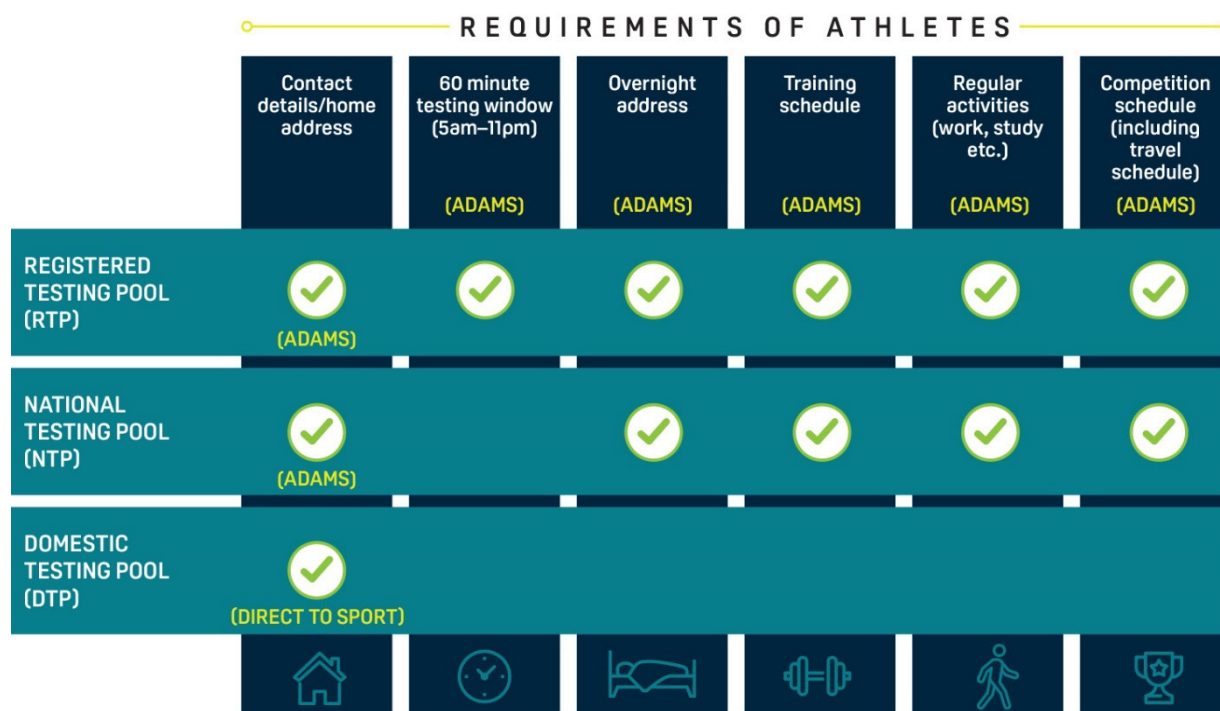 REQUIREMENTS OF ATHLETES
Contact
details/home
address
60 minute
testing window
(5am–11pm)
(ADAMS)
Overnight
address
(ADAMS)
Training
schedule
(ADAMS)
Regular
activities
(work, study
etc.)
(ADAMS)
Competition
schedule
(including
travel
schedule)
(ADAMS)
REGISTERED
TESTING POOL
(RTP)
(ADAMS)
NATIONAL
TESTING POOL
(NTP)
(ADAMS)
DOMESTIC
TESTING POOL
(DTP)
(DIRECT TO SPORT)